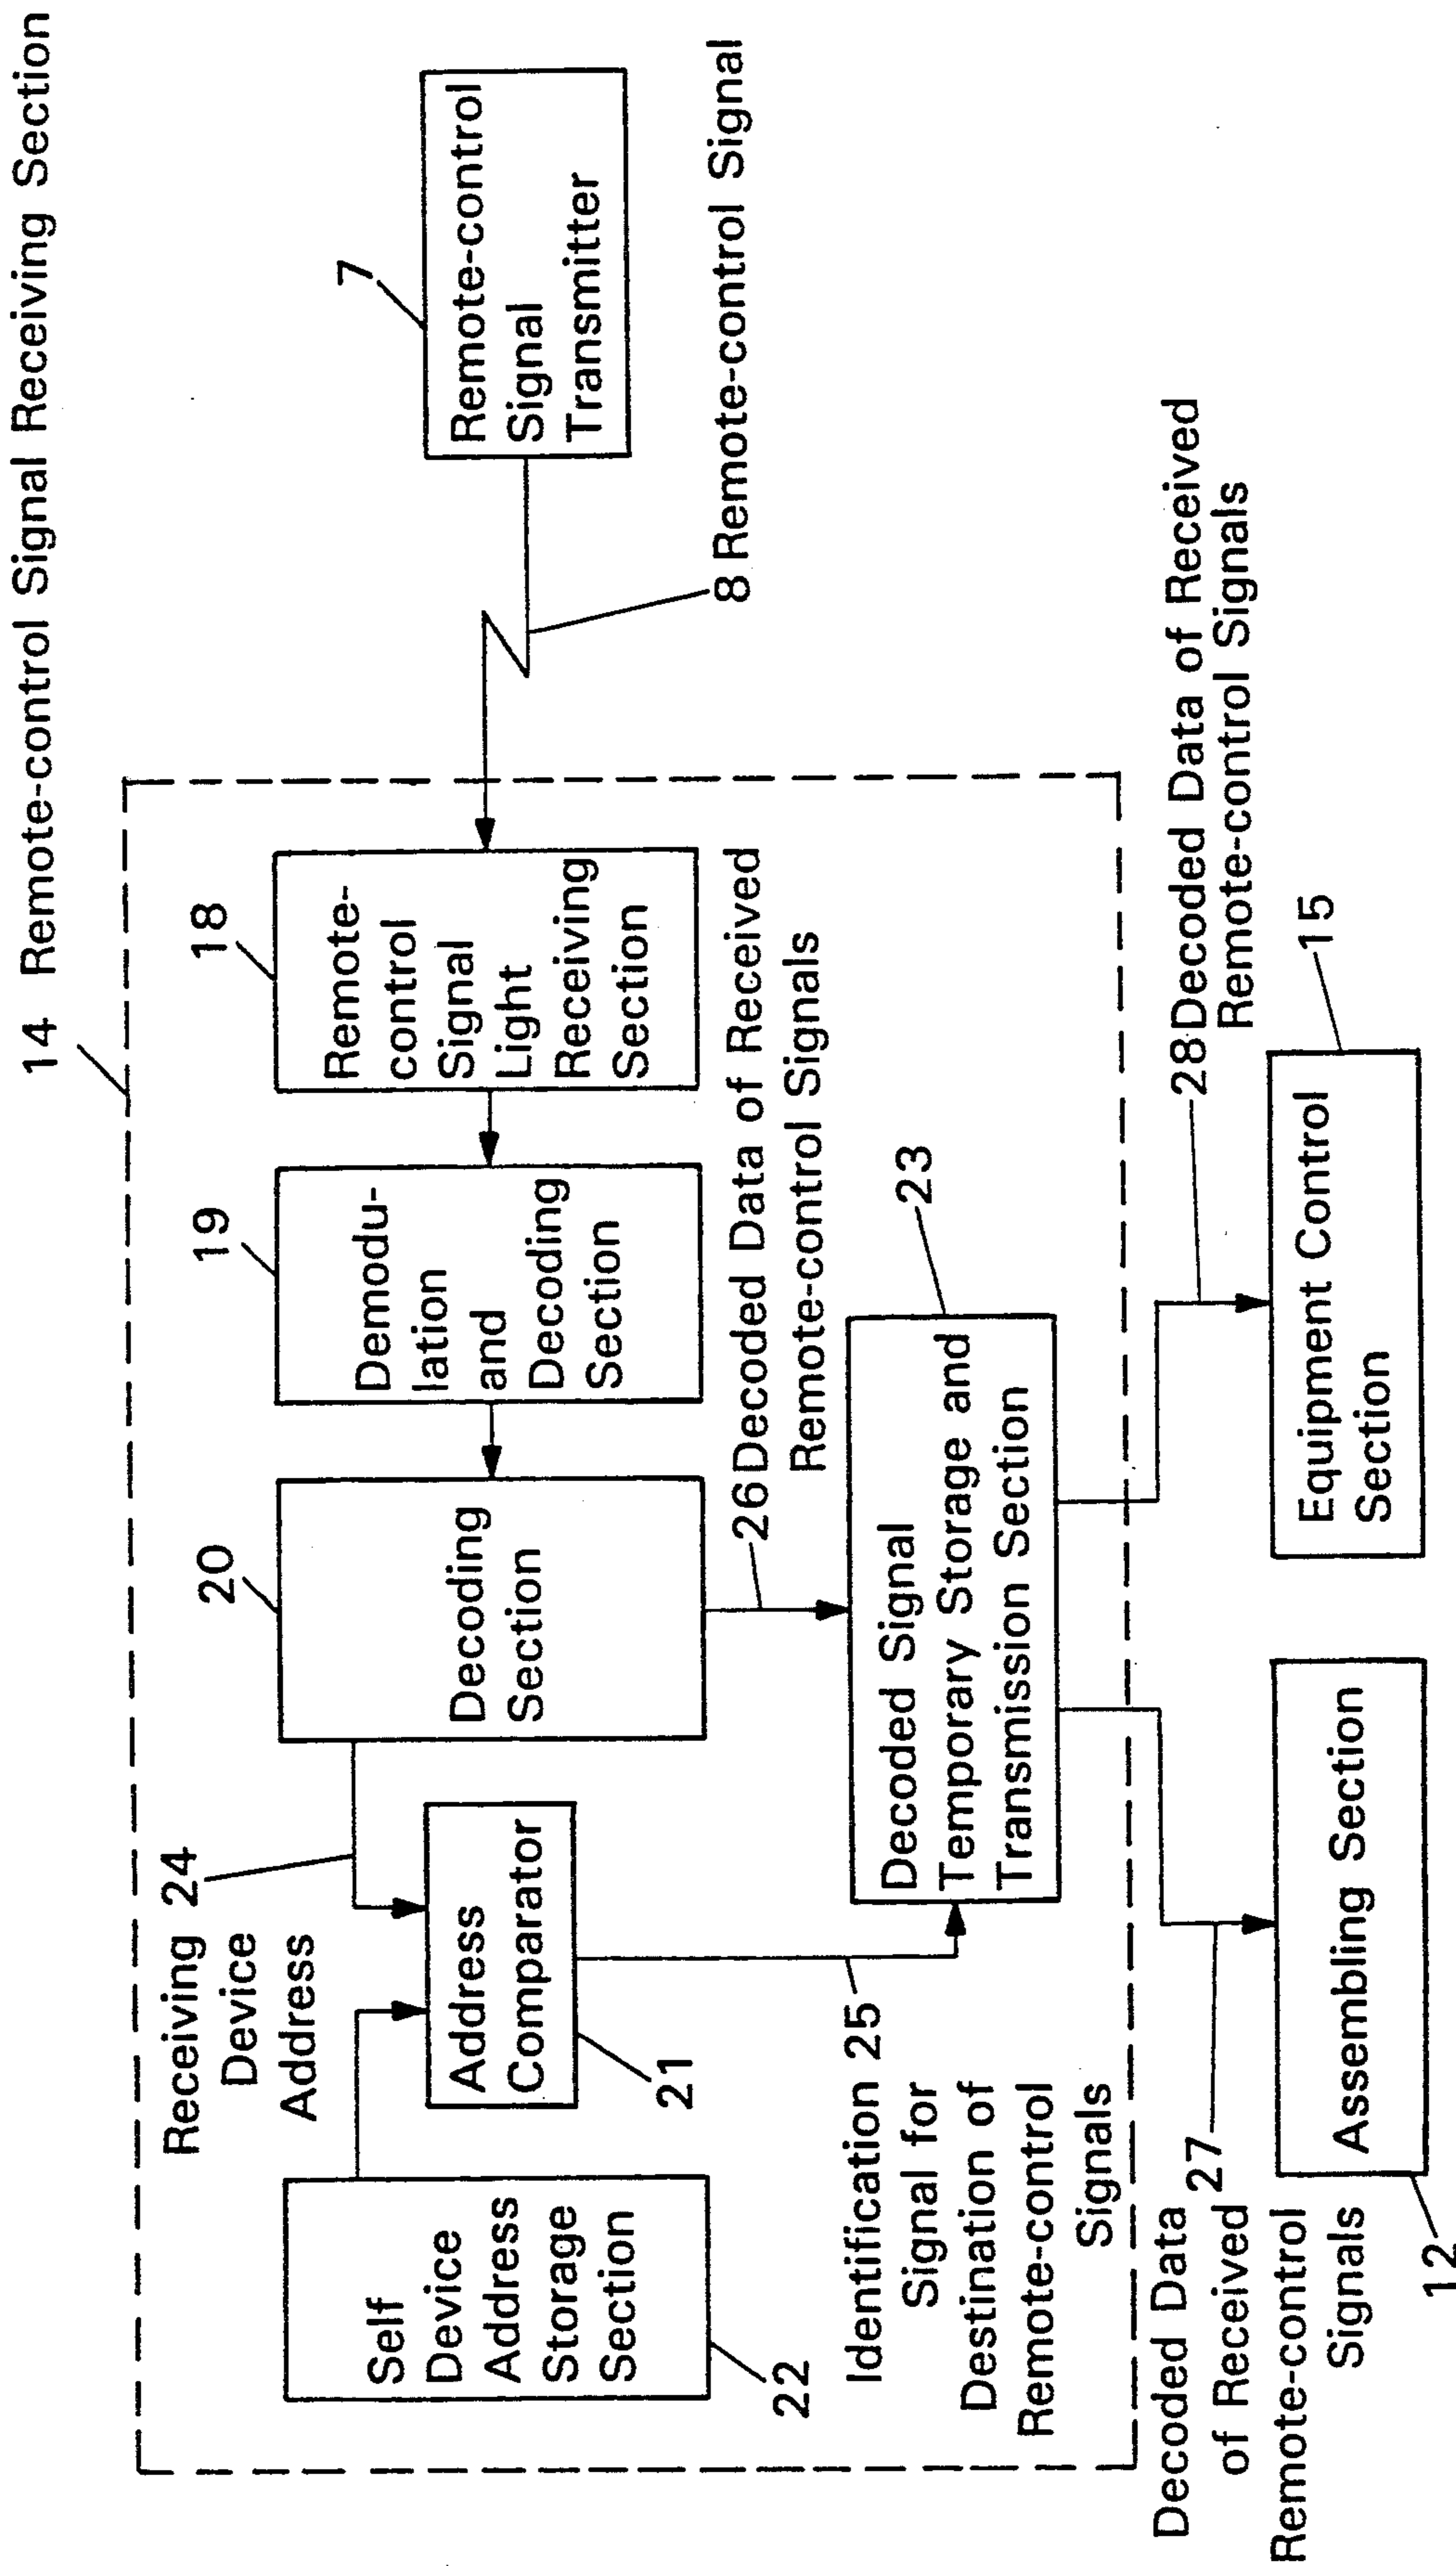 14 Remote-control Signal Receiving Section
7
Remote-control
Signal
Transmitter
8 Remote-control Signal
18
Remote-
control
Signal
Light
Receiving
Section
19
Demodu-
lation
and
Decoding
Section
20
Decoding
Section
Receiving 24
Device
Address
Address
Comparator
21
Self
Device
Address
Storage
Section
22
26 Decoded Data of Received
Remote-control Signals
23
Decoded Signal
Temporary Storage and
Transmission Section
Identification 25
Signal for
Destination of
Remote-control
Signals
28 Decoded Data of Received
Remote-control Signals
15
Equipment Control
Section
Decoded Data 27
of Received
Remote-control
Signals
Assembling Section
12